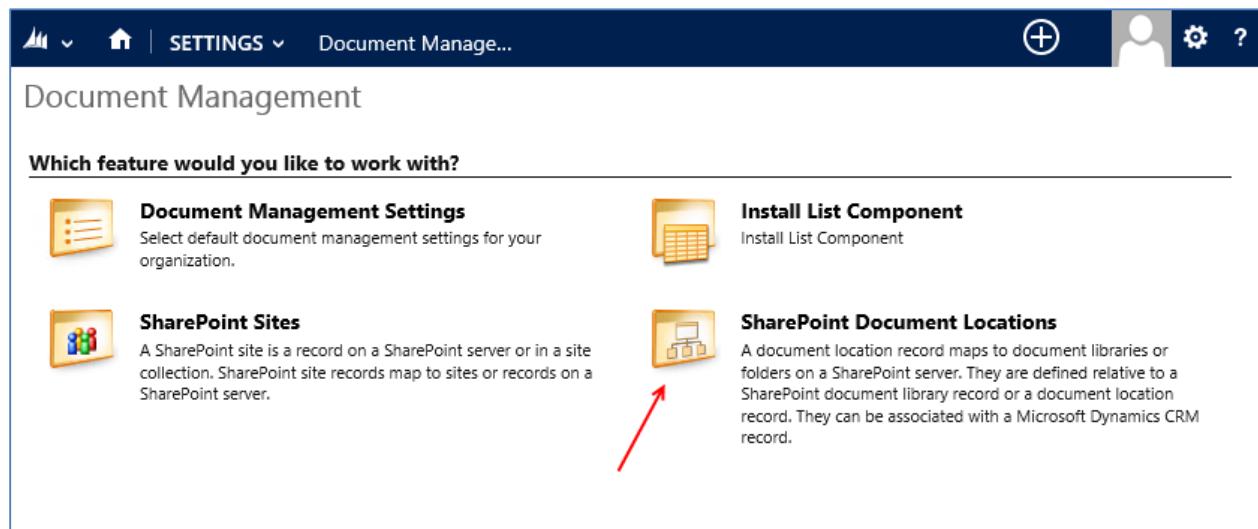 SETTINGS Document Manage... ?
Document Management
Which feature would you like to work with?
Document Management Settings
Select default document management settings for your
organization.
Install List Component
Install List Component
SharePoint Sites
A SharePoint site is a record on a SharePoint server or in a site
collection. SharePoint site records map to sites or records on a
SharePoint server.
SharePoint Document Locations
A document location record maps to document libraries or
folders on a SharePoint server. They are defined relative to a
SharePoint document library record or a document location
record. They can be associated with a Microsoft Dynamics CRM
record.